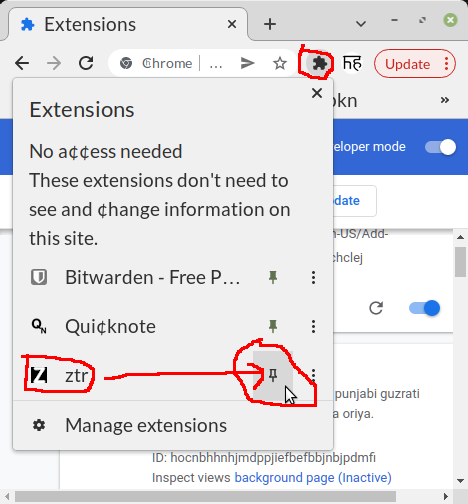 Extensions
₵hrome | ...
हि
Update
Extensions
pkn
»
No a¢¢ess needed
These extensions don't need to
see and ¢hange information on
this site.
eloper mode
date
n-US/Add-
chclej
Bitwarden - Free P…
Qui¢knote
ztr
Manage extensions
punjabi guzrati
a oriya.
ID: hocnbhhnhjmdppjiefbefbbjnbjpdmfi
Inspect views background page (Inactive)